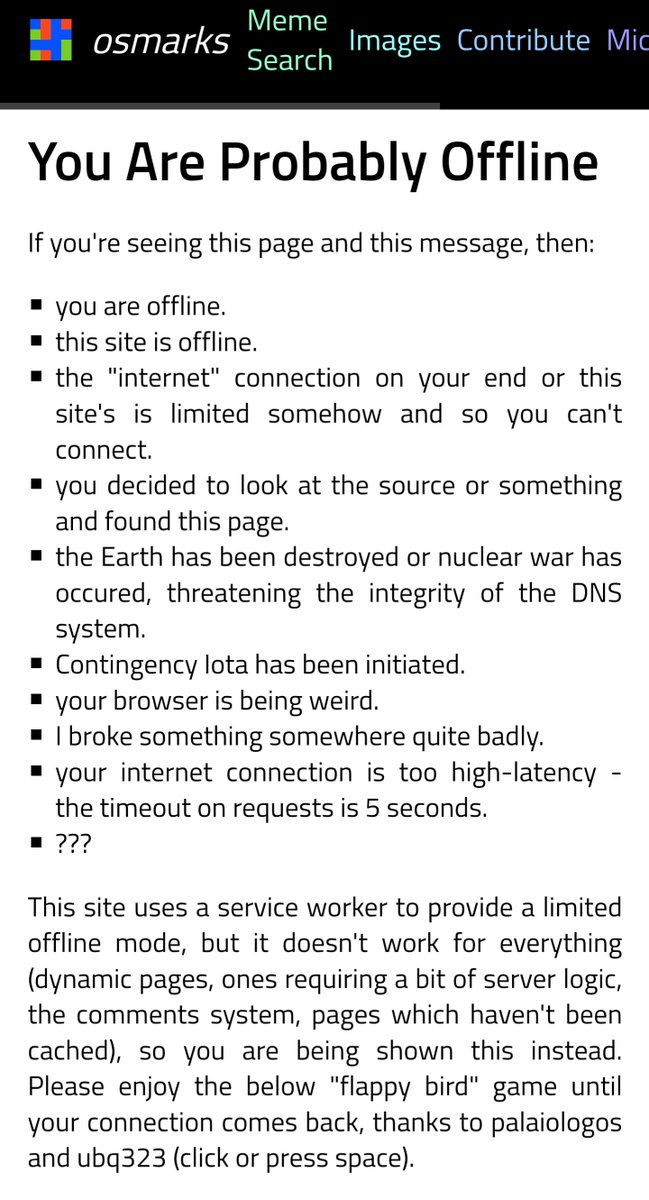 osmarks
Meme
Search
Images
Contribute
Mic
You Are Probably Offline
If you're seeing this page and this message, then:
you are offline.
this site is offline.
the "internet" connection on your end or this
site's is limited somehow and so you can't
connect.
you decided to look at the source or something
and found this page.
the Earth has been destroyed or nuclear war has
occured, threatening the integrity of the DNS
system.
Contingency Iota has been initiated.
your browser is being weird.
I broke something somewhere quite badly.
your internet connection is too high-latency -
the timeout on requests is 5 seconds.
???
This site uses a service worker to provide a limited
offline mode, but it doesn't work for everything
(dynamic pages, ones requiring a bit of server logic,
the comments system, pages which haven't been
cached), so you are being shown this instead.
Please enjoy the below "flappy bird" game until
your connection comes back, thanks to palaiologos
and ubq323 (click or press space).